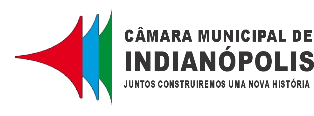 CÂMARA MUNICIPAL DE
INDIANÓPOLIS
JUNTOS CONSTRUIREMOS UMA NOVA HISTÓRIA